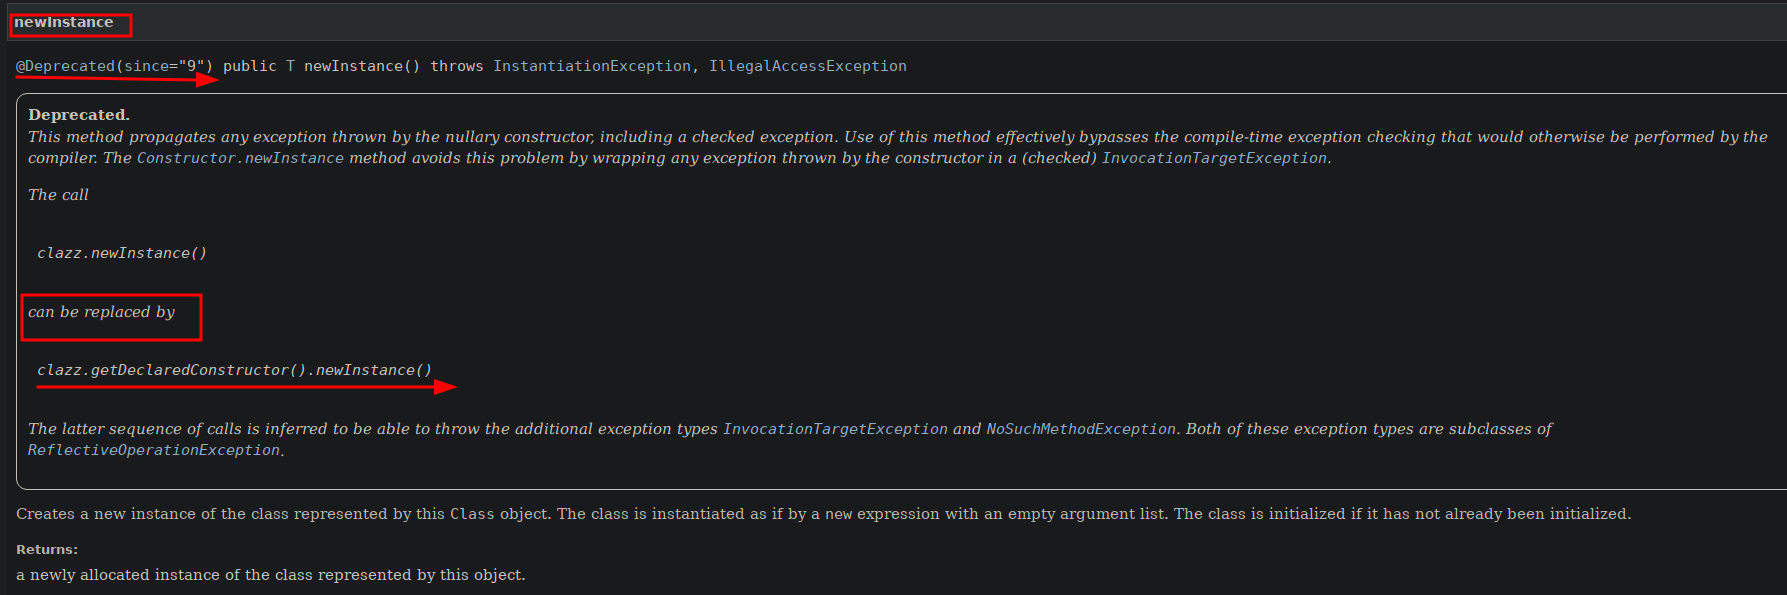 newInstance
@Deprecated(since="9") public T newInstance() throws InstantiationException, IllegalAccessException
Deprecated.
This method propagates any exception thrown by the nullary constructor, including a checked exception. Use of this method effectively bypasses the compile-time exception checking that would otherwise be performed by the
compiler. The Constructor.newInstance method avoids this problem by wrapping any exception thrown by the constructor in a (checked) InvocationTargetException.
The call
clazz.newInstance()
can be replaced by
clazz.getDeclaredConstructor().newInstance()
The latter sequence of calls is inferred to be able to throw the additional exception types InvocationTargetException and NoSuchMethodException. Both of these exception types are subclasses of
ReflectiveOperationException.
Creates a new instance of the class represented by this Class object. The class is instantiated as if by a new expression with an empty argument list. The class is initialized if it has not already been initialized.
Returns:
a newly allocated instance of the class represented by this object.